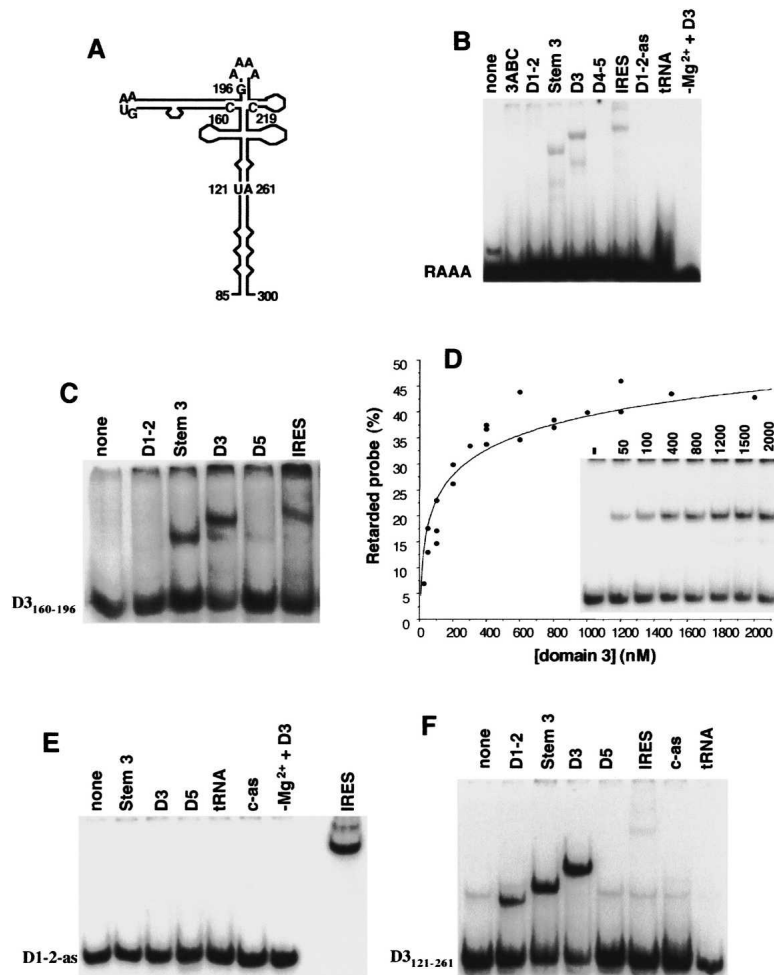 A
A A
A A
196 G
A A
U G
160 C C 219
121 UA 261
85 300
B
none
3ABC
D1-2
Stem 3
D3
D4-5
IRES
D1-2-as
tRNA
-Mg2+ + D3
RAAA
C
none
D1-2
Stem 3
D3
D5
IRES
D3160-196
D
50
45
40
35
30
25
20
15
10
5
0
Retarded probe (%)
0 200 400 600 800 1000 1200 1400 1600 1800 2000
[domain 3] (nM)
-
50
100
400
800
1200
1500
2000
E
none
Stem 3
D3
D5
tRNA
c-as
-Mg2+ + D3
IRES
D1-2-as
F
none
D1-2
Stem 3
D3
D5
IRES
c-as
tRNA
D3121-261